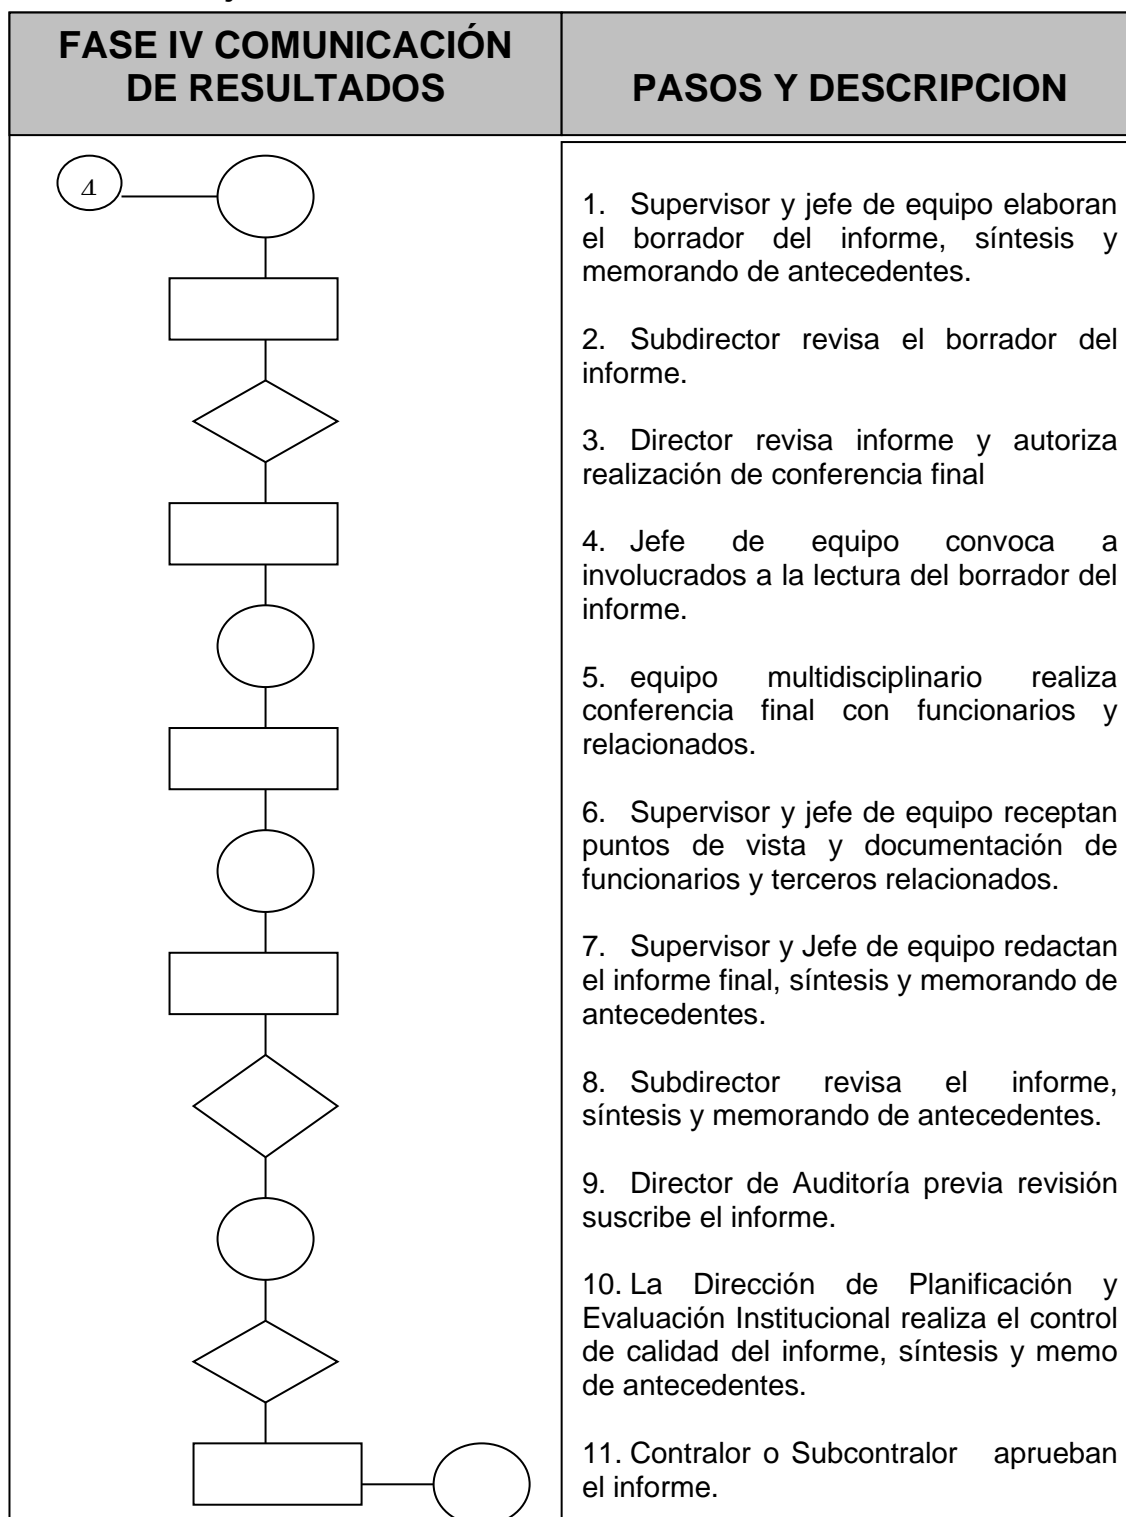 FASE IV COMUNICACIÓN
DE RESULTADOS
PASOS Y DESCRIPCION
4
1. Supervisor y jefe de equipo elaboran
el borrador del informe, síntesis y
memorando de antecedentes.
2. Subdirector revisa el borrador del
informe.
3. Director revisa informe y autoriza
realización de conferencia final
4. Jefe de equipo convoca a
involucrados a la lectura del borrador del
informe.
5. equipo multidisciplinario realiza
conferencia final con funcionarios y
relacionados.
6. Supervisor y jefe de equipo receptan
puntos de vista y documentación de
funcionarios y terceros relacionados.
7. Supervisor y Jefe de equipo redactan
el informe final, síntesis y memorando de
antecedentes.
8. Subdirector revisa el informe,
síntesis y memorando de antecedentes.
9. Director de Auditoría previa revisión
suscribe el informe.
10. La Dirección de Planificación y
Evaluación Institucional realiza el control
de calidad del informe, síntesis y memo
de antecedentes.
11. Contralor o Subcontralor aprueban
el informe.